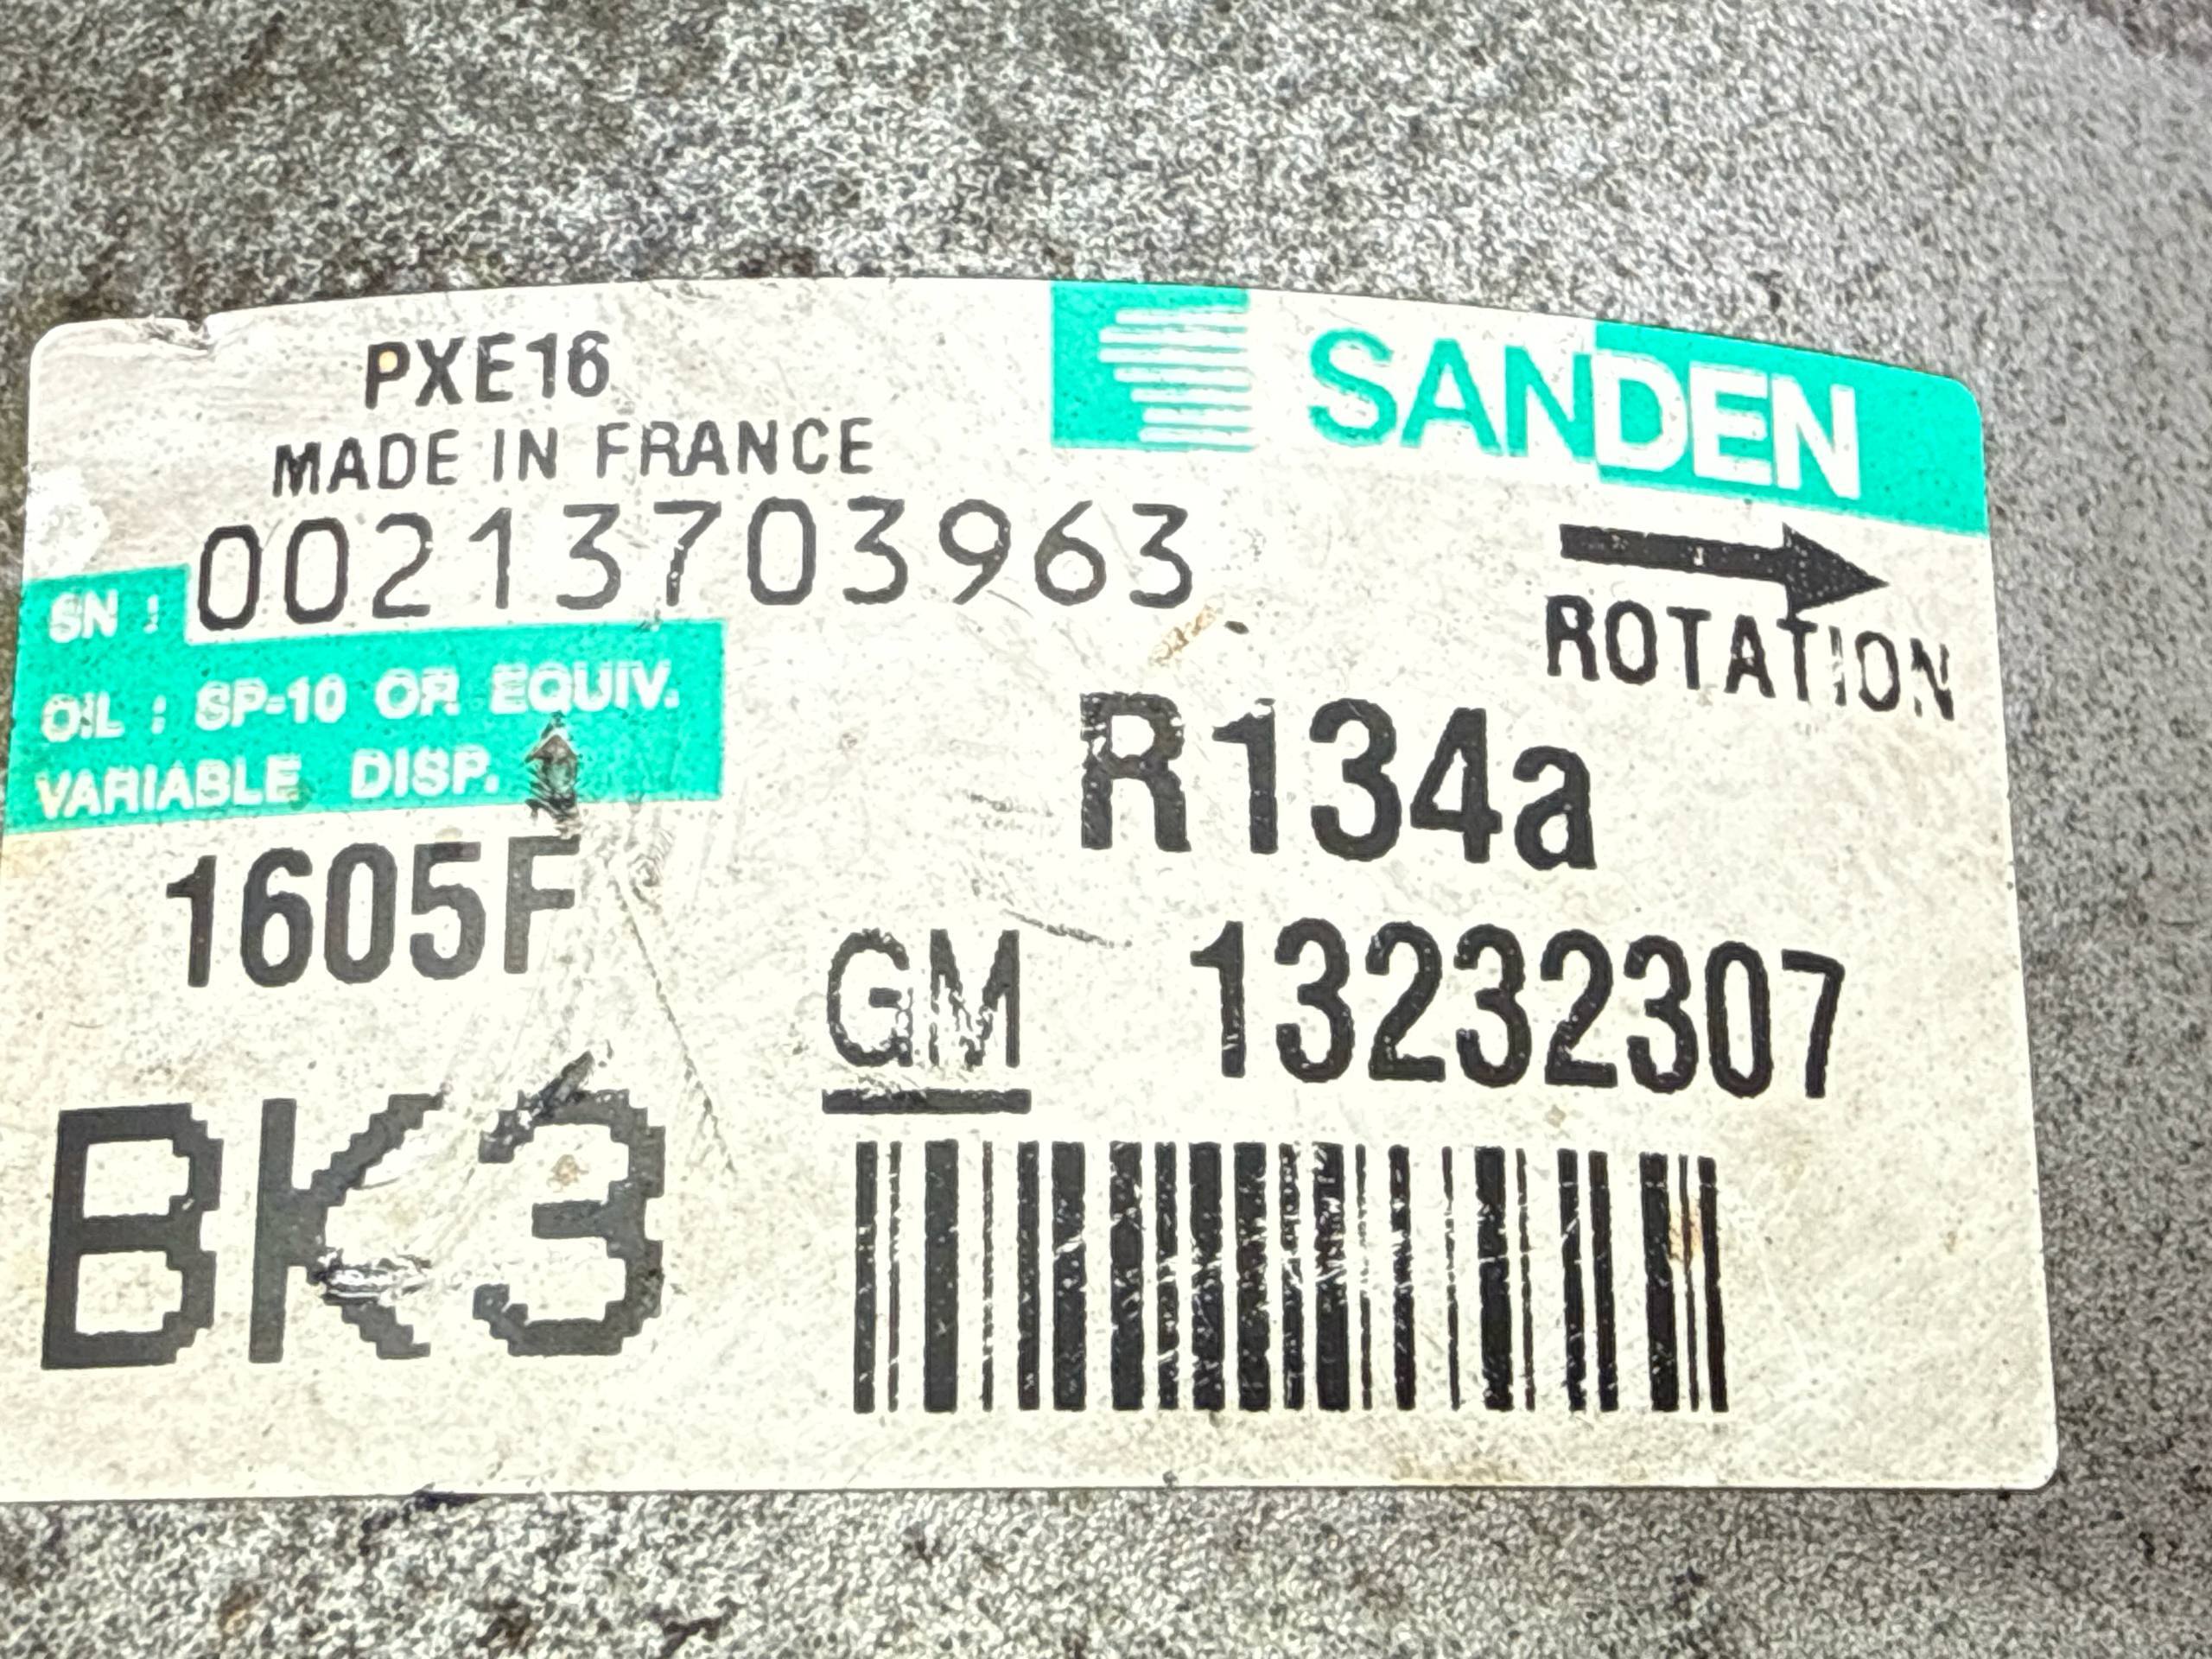 PXE16
SANDEN
MADE IN FRANCE
SN : 00213703963
ROTATION
OIL : SP-10 OR EQUIV.
VARIABLE DISP.
R134a
1605F
GM 13232307
BK3